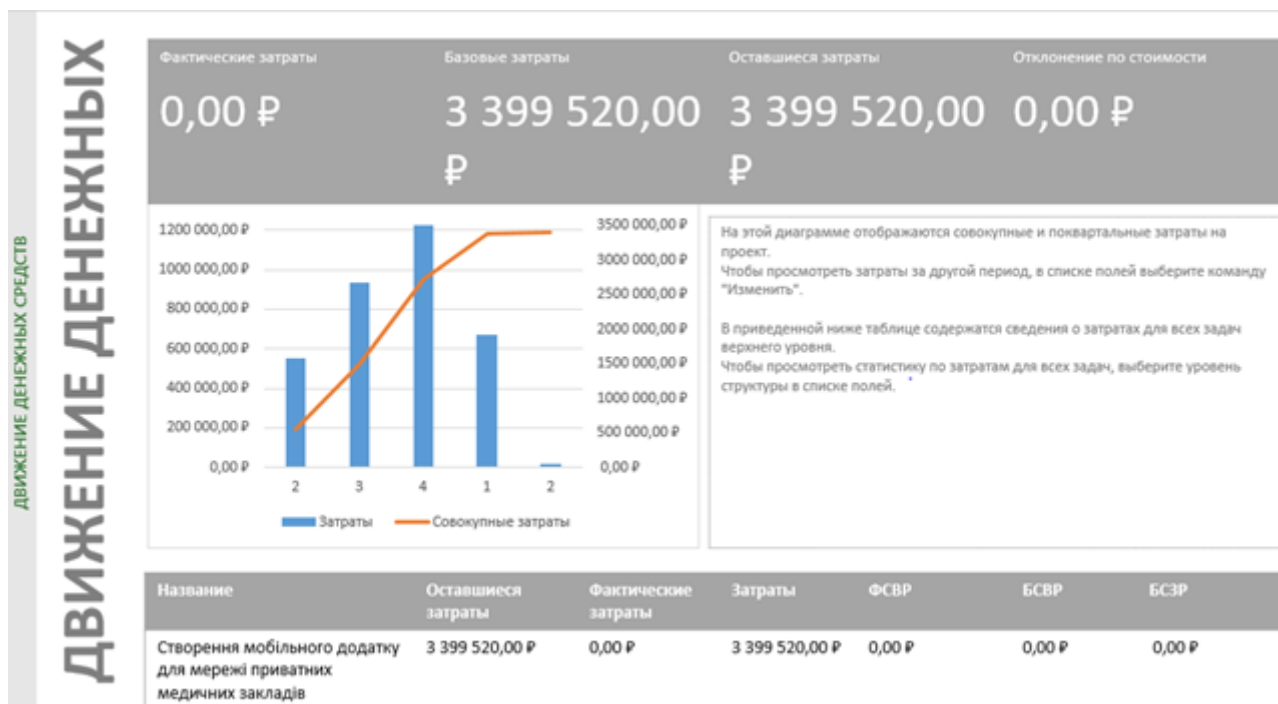 ДВИЖЕНИЕ ДЕНЕЖНЫХ СРЕДСТВ
ДВИЖЕНИЕ ДЕНЕЖНЫХ
Фактические затраты
0,00 ₽
Базовые затраты
3 399 520,00
₽
Оставшиеся затраты
3 399 520,00
₽
Отклонение по стоимости
0,00 ₽
1200 000,00 ₽
1000 000,00 ₽
800 000,00 ₽
600 000,00 ₽
400 000,00 ₽
200 000,00 ₽
0,00 ₽
3500 000,00 ₽
3000 000,00 ₽
2500 000,00 ₽
2000 000,00 ₽
1500 000,00 ₽
1000 000,00 ₽
500 000,00 ₽
0,00 ₽
2 3 4 1 2
Затраты Совокупные затраты
На этой диаграмме отображаются совокупные и поквартальные затраты на
проект.
Чтобы просмотреть затраты за другой период, в списке полей выберите команду
"Изменить".
В приведенной ниже таблице содержатся сведения о затратах для всех задач
верхнего уровня.
Чтобы просмотреть статистику по затратам для всех задач, выберите уровень
структуры в списке полей.
Название Оставшиеся Фактические Затраты ФСВР БСВР БСЗР
затраты затраты
Створення мобільного додатку 3 399 520,00 ₽ 0,00 ₽ 3 399 520,00 ₽ 0,00 ₽ 0,00 ₽ 0,00 ₽
для мережі приватних
медичних закладів